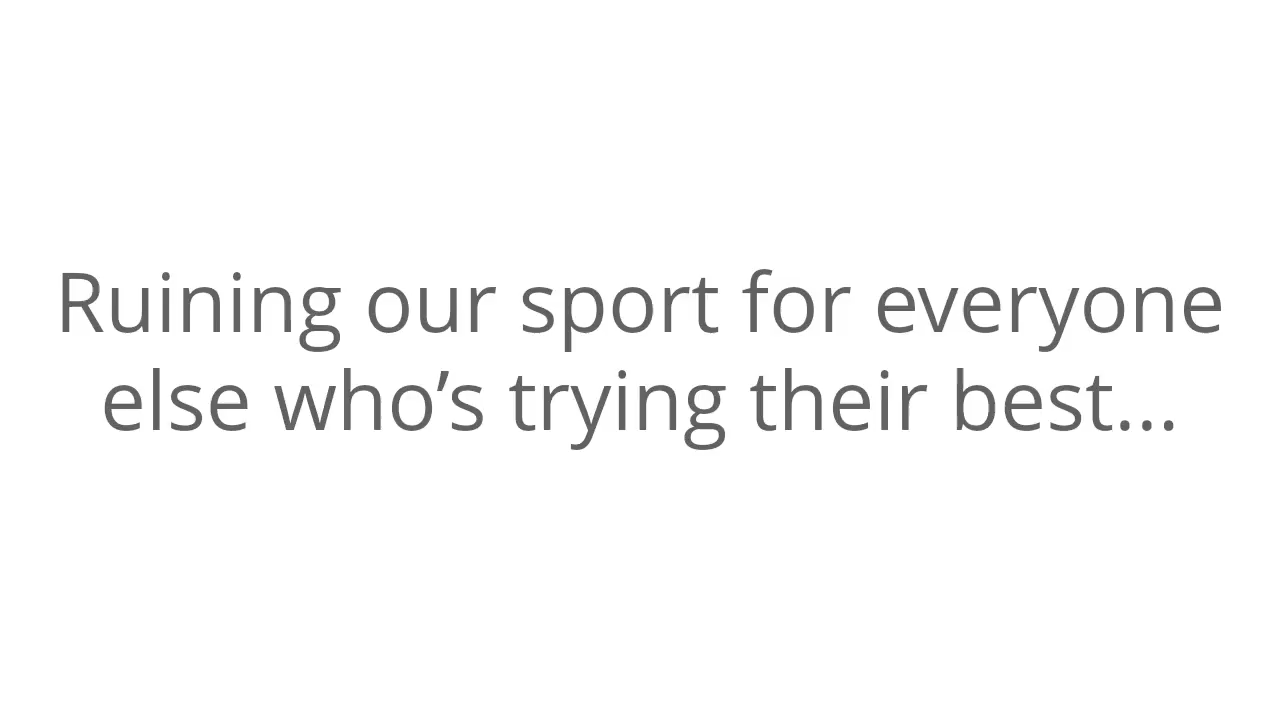 Ruining our sport for everyone
else who’s trying their best...